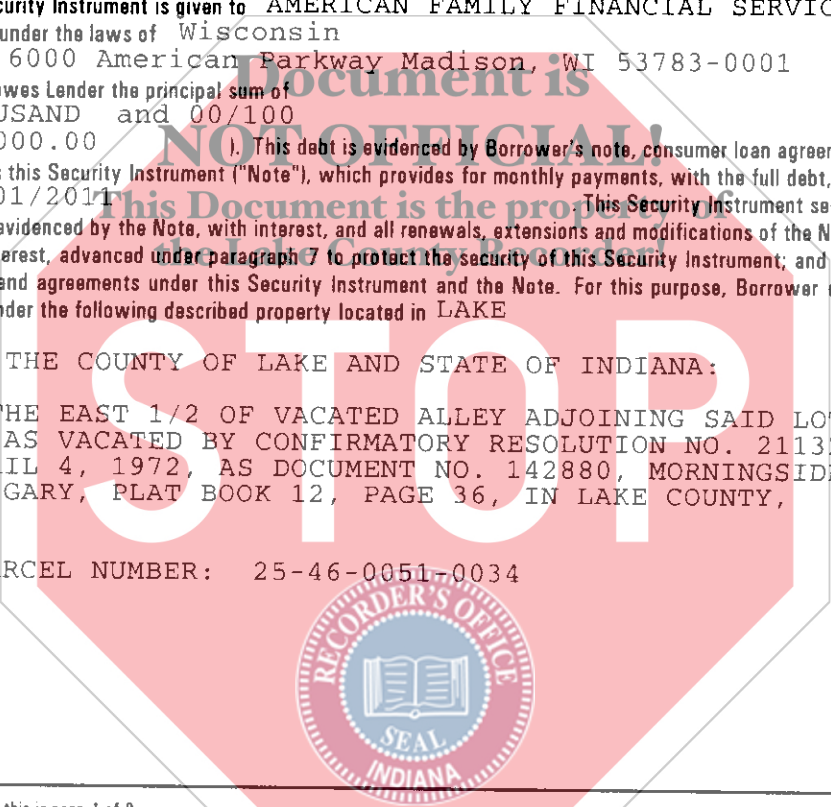 curity Instrument is given to AMERICAN FAMILY FINANCIAL SERVIC
under the laws of Wisconsin
6000 American Parkway Madison, WI 53783-0001
Document is
wes Lender the principal sum of
USAND and 00/100
NOT OFFICIAL!
000.00 ). This debt is evidenced by Borrower's note, consumer loan agreer
this Security Instrument ("Note"), which provides for monthly payments, with the full debt,
01/2011 . This Security Instrument se
This Document is the property of
evidenced by the Note, with interest, and all renewals, extensions and modifications of the N
the Lake County Recorder!
erest, advanced under paragraph 7 to protect the security of this Security Instrument; and
and agreements under this Security Instrument and the Note. For this purpose, Borrower
der the following described property located in LAKE
THE COUNTY OF LAKE AND STATE OF INDIANA:
STOP
HE EAST 1/2 OF VACATED ALLEY ADJOINING SAID LOT
AS VACATED BY CONFIRMATORY RESOLUTION NO. 2113
IL 4, 1972, AS DOCUMENT NO. 142880, MORNINGSIDE
GARY, PLAT BOOK 12, PAGE 36, IN LAKE COUNTY,
RCEL NUMBER: 25-46-0051-0034
RECORDER'S OFFICE
SEAL
INDIANA